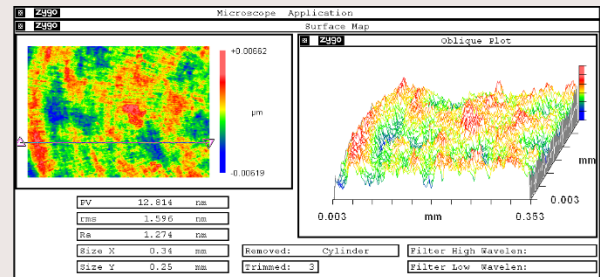 zygo Microscope Application
Surface Map
zygo Oblique Plot
+0.00662
µm
-0.00619
mm
0.003
0.003 mm 0.353
PV 12.814 nm
rms 1.596 nm
Ra 1.274 nm
Size X 0.34 mm
Size Y 0.25 mm
Removed: Cylinder
Trimmed: 3
Filter High Wavelen:
Filter Low Wavelen: